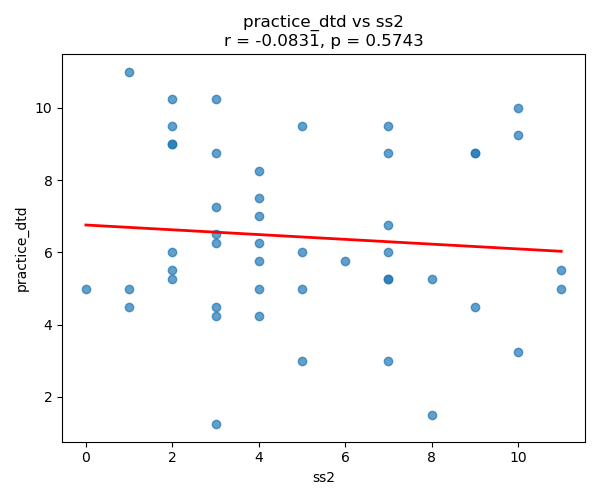 practice_dtd vs ss2
r = -0.0831, p = 0.5743
10
8
6
4
2
practice_dtd
0 2 4 6 8 10
ss2